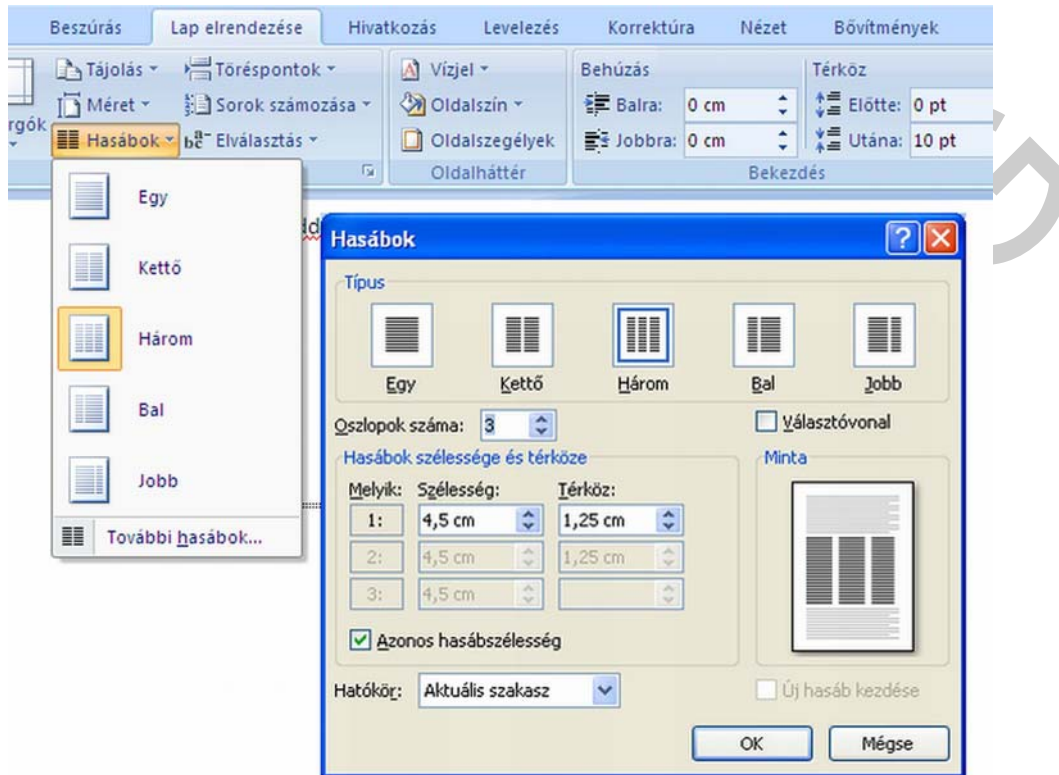 Beszúrás Lap elrendezése Hivatkozás Levelezés Korrektúra Nézet Bővítmények
Tájolás Töréspontok Vízjel Behúzás Térköz
Méret Sorok számozása Oldalszín Balra: 0 cm Előtte: 0 pt
Hasábok Elválasztás Oldalszegélyek Jobbra: 0 cm Utána: 10 pt
Oldalháttér Bekezdés
Egy
Kettő
Három
Bal
Jobb
További hasábok...
Hasábok
Típus
Egy Kettő Három Bal Jobb
Oszlopok száma: 3 Választóvonal
Hasábok szélessége és térköze Minta
Melyik: Szélesség: Térköz:
1: 4,5 cm 1,25 cm
2: 4,5 cm 1,25 cm
3: 4,5 cm
Azonos hasábszélesség
Hatókör: Aktuális szakasz Új hasáb kezdése
OK Mégse